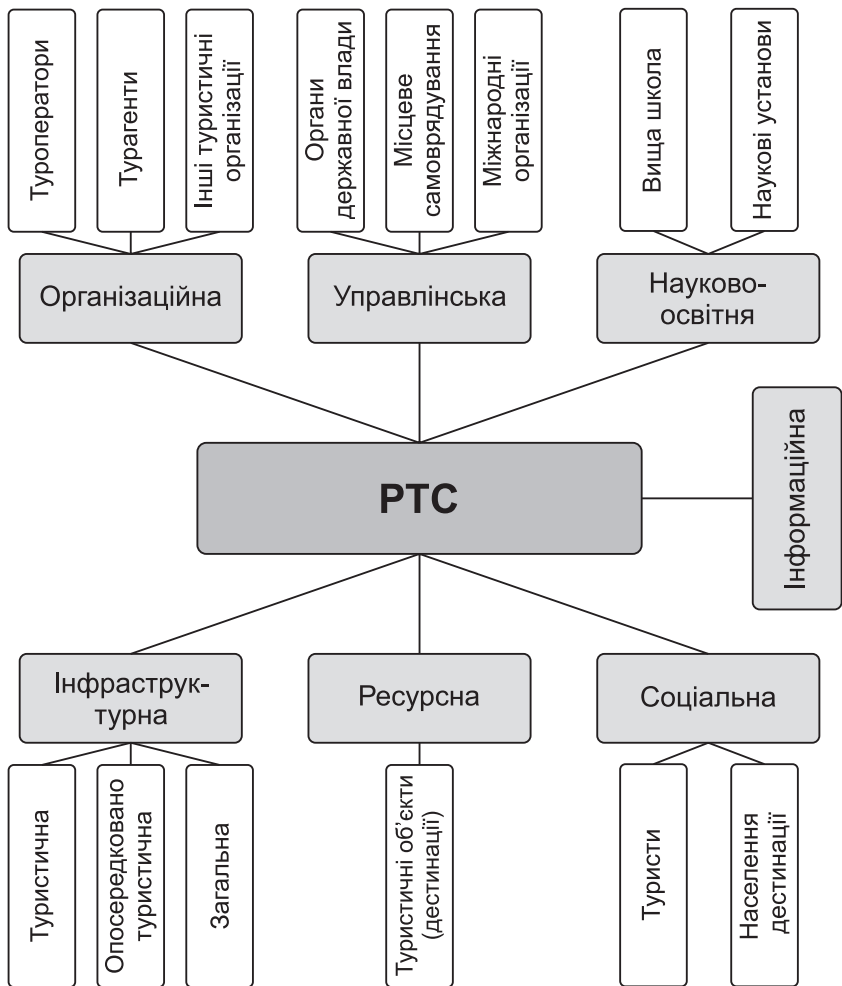 Туроператори
Турагенти
Інші туристичні
організації
Органи
державної влади
Місцеве
самоврядування
Міжнародні
організації
Вища школа
Наукові установи
Організаційна
Управлінська
Науково-
освітня
РТС
Інформаційна
Інфраструк-
турна
Ресурсна
Соціальна
Туристична
Опосередковано
туристична
Загальна
Туристичні об’єкти
(дестинації)
Туристи
Населення
дестинації